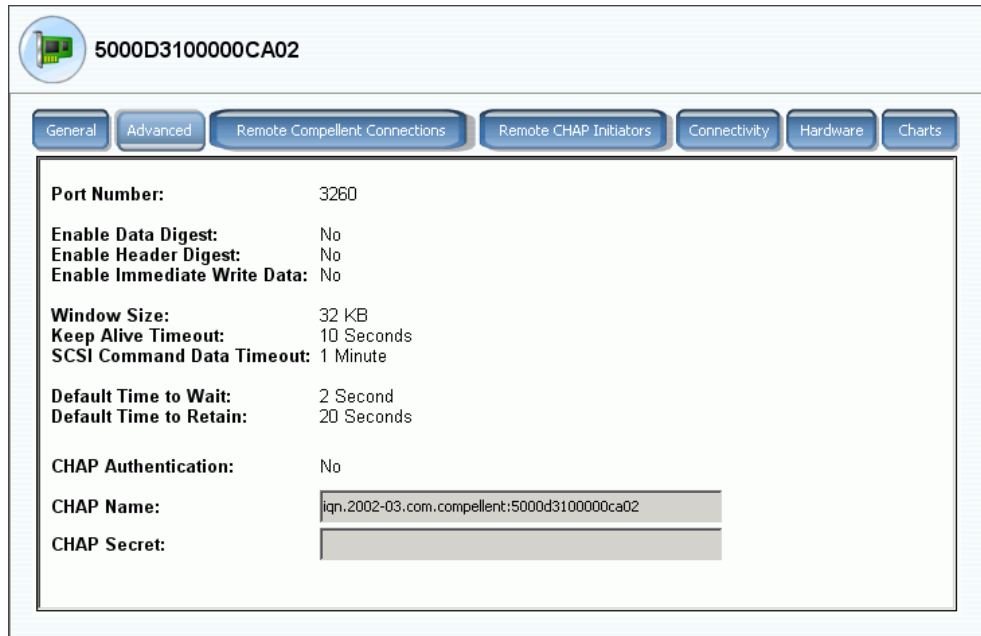 5000D3100000CA02
General Advanced Remote Compellent Connections Remote CHAP Initiators Connectivity Hardware Charts
Port Number: 3260
Enable Data Digest: No
Enable Header Digest: No
Enable Immediate Write Data: No
Window Size: 32 KB
Keep Alive Timeout: 10 Seconds
SCSI Command Data Timeout: 1 Minute
Default Time to Wait: 2 Second
Default Time to Retain: 20 Seconds
CHAP Authentication: No
CHAP Name: iqn.2002-03.com.compellent:5000d3100000ca02
CHAP Secret: